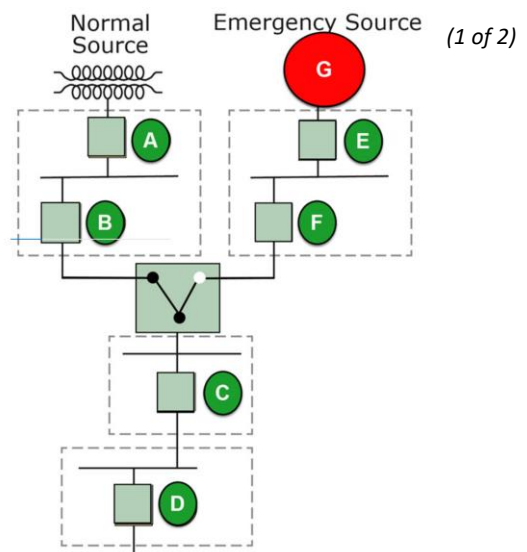 Normal
Source
Emergency Source
(1 of 2)
G
A
E
B
F
C
D